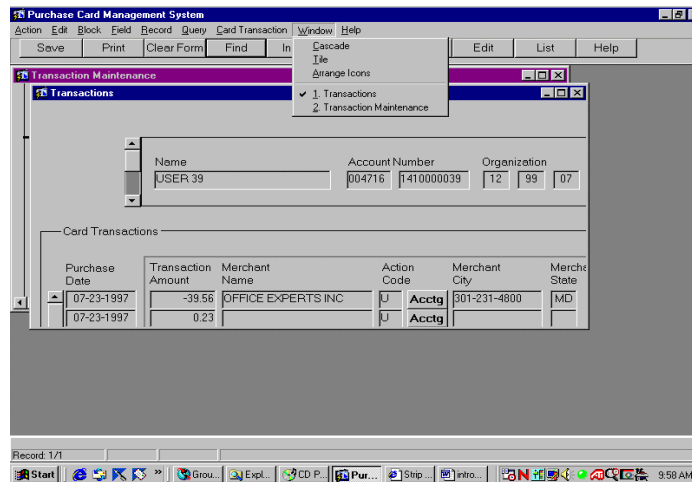 Purchase Card Management System
Action Edit Block Field Record Query Card Transaction Window Help
Save Print Clear Form Find In Edit List Help
Cascade
Tile
Arrange Icons
1. Transactions
2. Transaction Maintenance
Transaction Maintenance
Transactions
Name Account Number Organization
USER 39 004716 1410000039 12 99 07
Card Transactions
Purchase Transaction Merchant Action Merchant Mercha
Date Amount Name Code City State
07-23-1997 -39.56 OFFICE EXPERTS INC U Acctg 301-231-4800 MD
07-23-1997 0.23 U Acctg
Record: 1/1
Start Grou... Expl... CD P... Pur... Strip ... intro... 9:58 AM